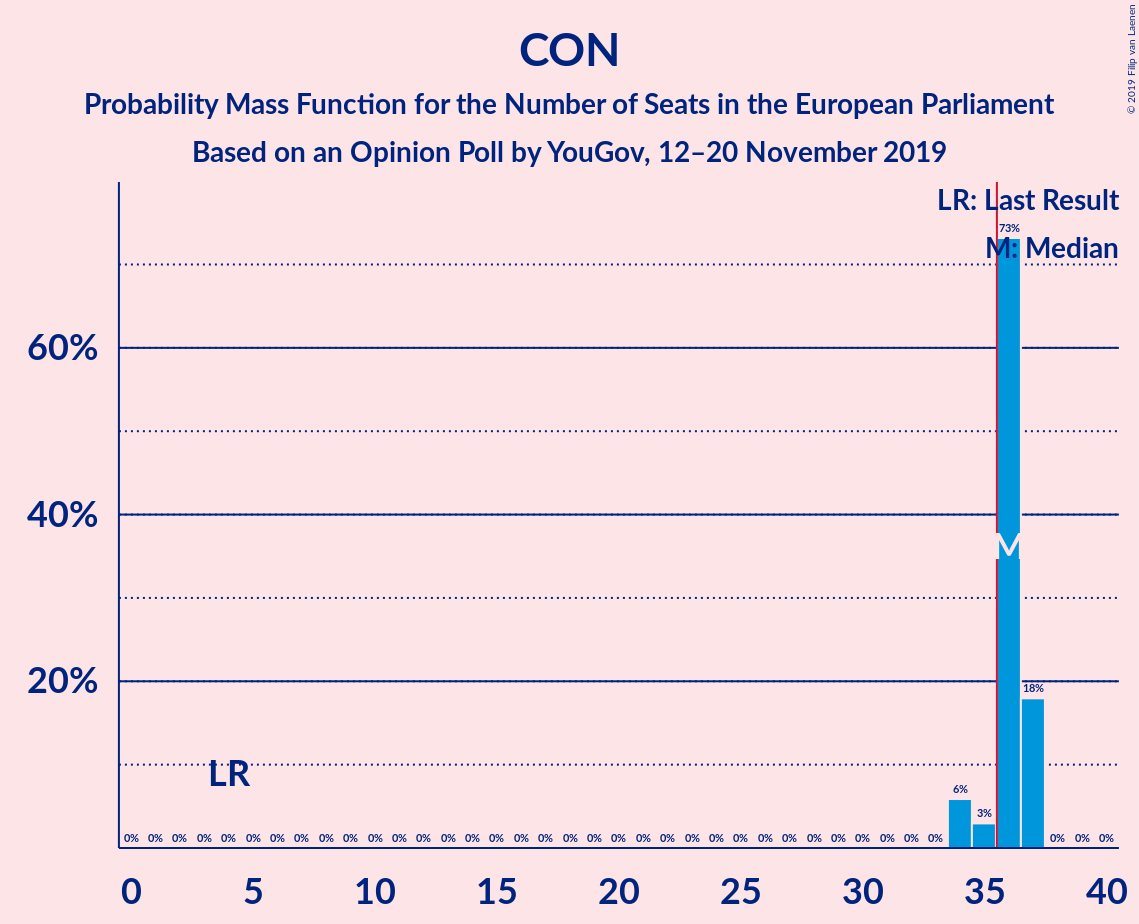 CON
Probability Mass Function for the Number of Seats in the European Parliament
Based on an Opinion Poll by YouGov, 12–20 November 2019
© 2019 Filip van Laenen
LR: Last Result
M: Median
73%
60%
40%
M
20%
18%
LR
6%
3%
0% 0% 0% 0% 0% 0% 0% 0% 0% 0% 0% 0% 0% 0% 0% 0% 0% 0% 0% 0% 0% 0% 0% 0% 0% 0% 0% 0% 0% 0% 0% 0% 0% 0% 0% 0% 0%
0 5 10 15 20 25 30 35 40